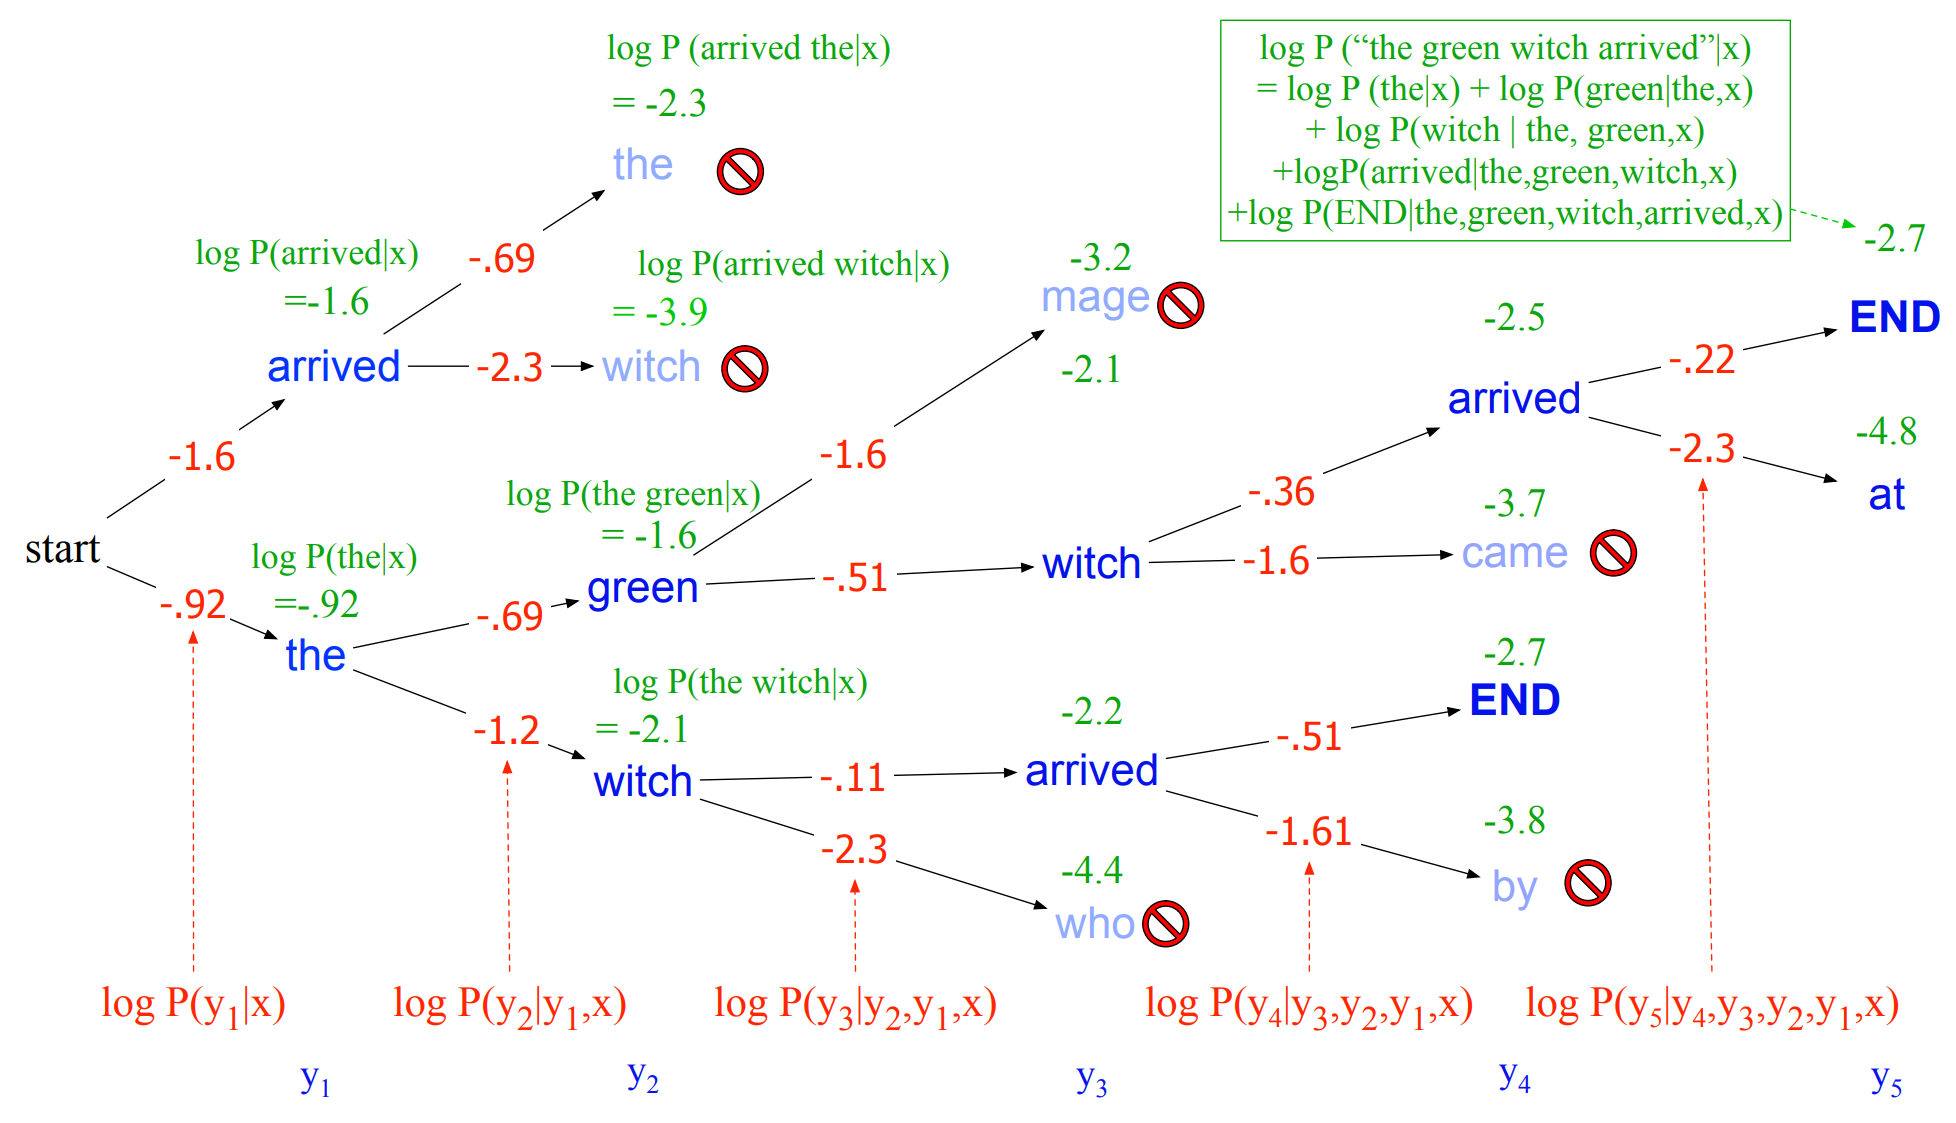 log P (arrived the|x)
= -2.3
the
log P (“the green witch arrived”|x)
= log P (the|x) + log P(green|the,x)
+ log P(witch | the, green,x)
+logP(arrived|the,green,witch,x)
+log P(END|the,green,witch,arrived,x)
-2.7
END
log P(arrived|x)
=-1.6
arrived
-.69
-2.3
log P(arrived witch|x)
= -3.9
witch
-3.2
mage
-2.1
-2.5
arrived
-.22
-2.3
-4.8
at
-1.6
start
-.92
log P(the|x)
=-.92
the
log P(the green|x)
= -1.6
green
-1.6
-.51
witch
-.36
-1.6
-3.7
came
-.69
-1.2
log P(the witch|x)
= -2.1
witch
-.11
-2.3
-2.2
arrived
-.51
-1.61
-2.7
END
-3.8
by
-4.4
who
log P(y1|x)
log P(y2|y1,x)
log P(y3|y2,y1,x)
log P(y4|y3,y2,y1,x)
log P(y5|y4,y3,y2,y1,x)
y1
y2
y3
y4
y5